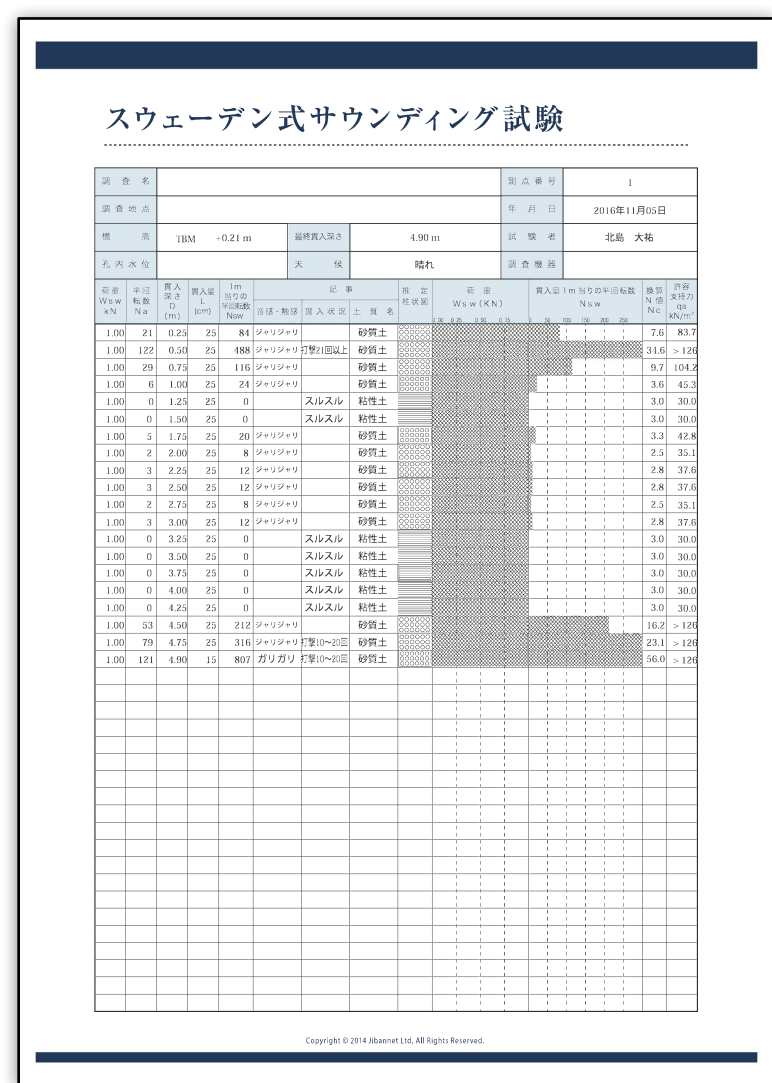 スウェーデン式サウンディング試験
調 査 名 測 点 番 号 1
調 査 地 点 年 月 日 2016年11月05日
標 高 TBM +0.21 m 最終貫入深さ 4.90 m 試 験 者 北島 大祐
孔 内 水 位 天 候 晴れ 調 査 機 器
荷 重 Wsw kN 半 回 転 数 Na 貫 入 深 さ D (m) 貫入量 L (cm) 1m 当りの 半回転数 Nsw 記 事 音感・触感 貫入状況 土 質 名 推 定 柱状図 荷 重 Wsw(KN) 0.00 0.25 0.50 0.75 貫入量1m当りの半回転数 Nsw 0 50 100 150 200 250 換算 N 値 Nc 許容 支持力 qa kN/m²
1.00 21 0.25 25 84 ジャリジャリ 砂質土 7.6 83.7
1.00 122 0.50 25 488 ジャリジャリ 打撃21回以上 砂質土 34.6 >126
1.00 29 0.75 25 116 ジャリジャリ 砂質土 9.7 104.2
1.00 6 1.00 25 24 ジャリジャリ 砂質土 3.6 45.3
1.00 0 1.25 25 0 スルスル 粘性土 3.0 30.0
1.00 0 1.50 25 0 スルスル 粘性土 3.0 30.0
1.00 5 1.75 25 20 ジャリジャリ 砂質土 3.3 42.8
1.00 2 2.00 25 8 ジャリジャリ 砂質土 2.5 35.1
1.00 3 2.25 25 12 ジャリジャリ 砂質土 2.8 37.6
1.00 3 2.50 25 12 ジャリジャリ 砂質土 2.8 37.6
1.00 2 2.75 25 8 ジャリジャリ 砂質土 2.5 35.1
1.00 3 3.00 25 12 ジャリジャリ 砂質土 2.8 37.6
1.00 0 3.25 25 0 スルスル 粘性土 3.0 30.0
1.00 0 3.50 25 0 スルスル 粘性土 3.0 30.0
1.00 0 3.75 25 0 スルスル 粘性土 3.0 30.0
1.00 0 4.00 25 0 スルスル 粘性土 3.0 30.0
1.00 0 4.25 25 0 スルスル 粘性土 3.0 30.0
1.00 53 4.50 25 212 ジャリジャリ 砂質土 16.2 >126
1.00 79 4.75 25 316 ジャリジャリ 打撃10〜20回 砂質土 23.1 >126
1.00 121 4.90 15 807 ガリガリ 打撃10〜20回 砂質土 56.0 >126
Copyright © 2014 Jibannet Ltd, All Rights Reserved.